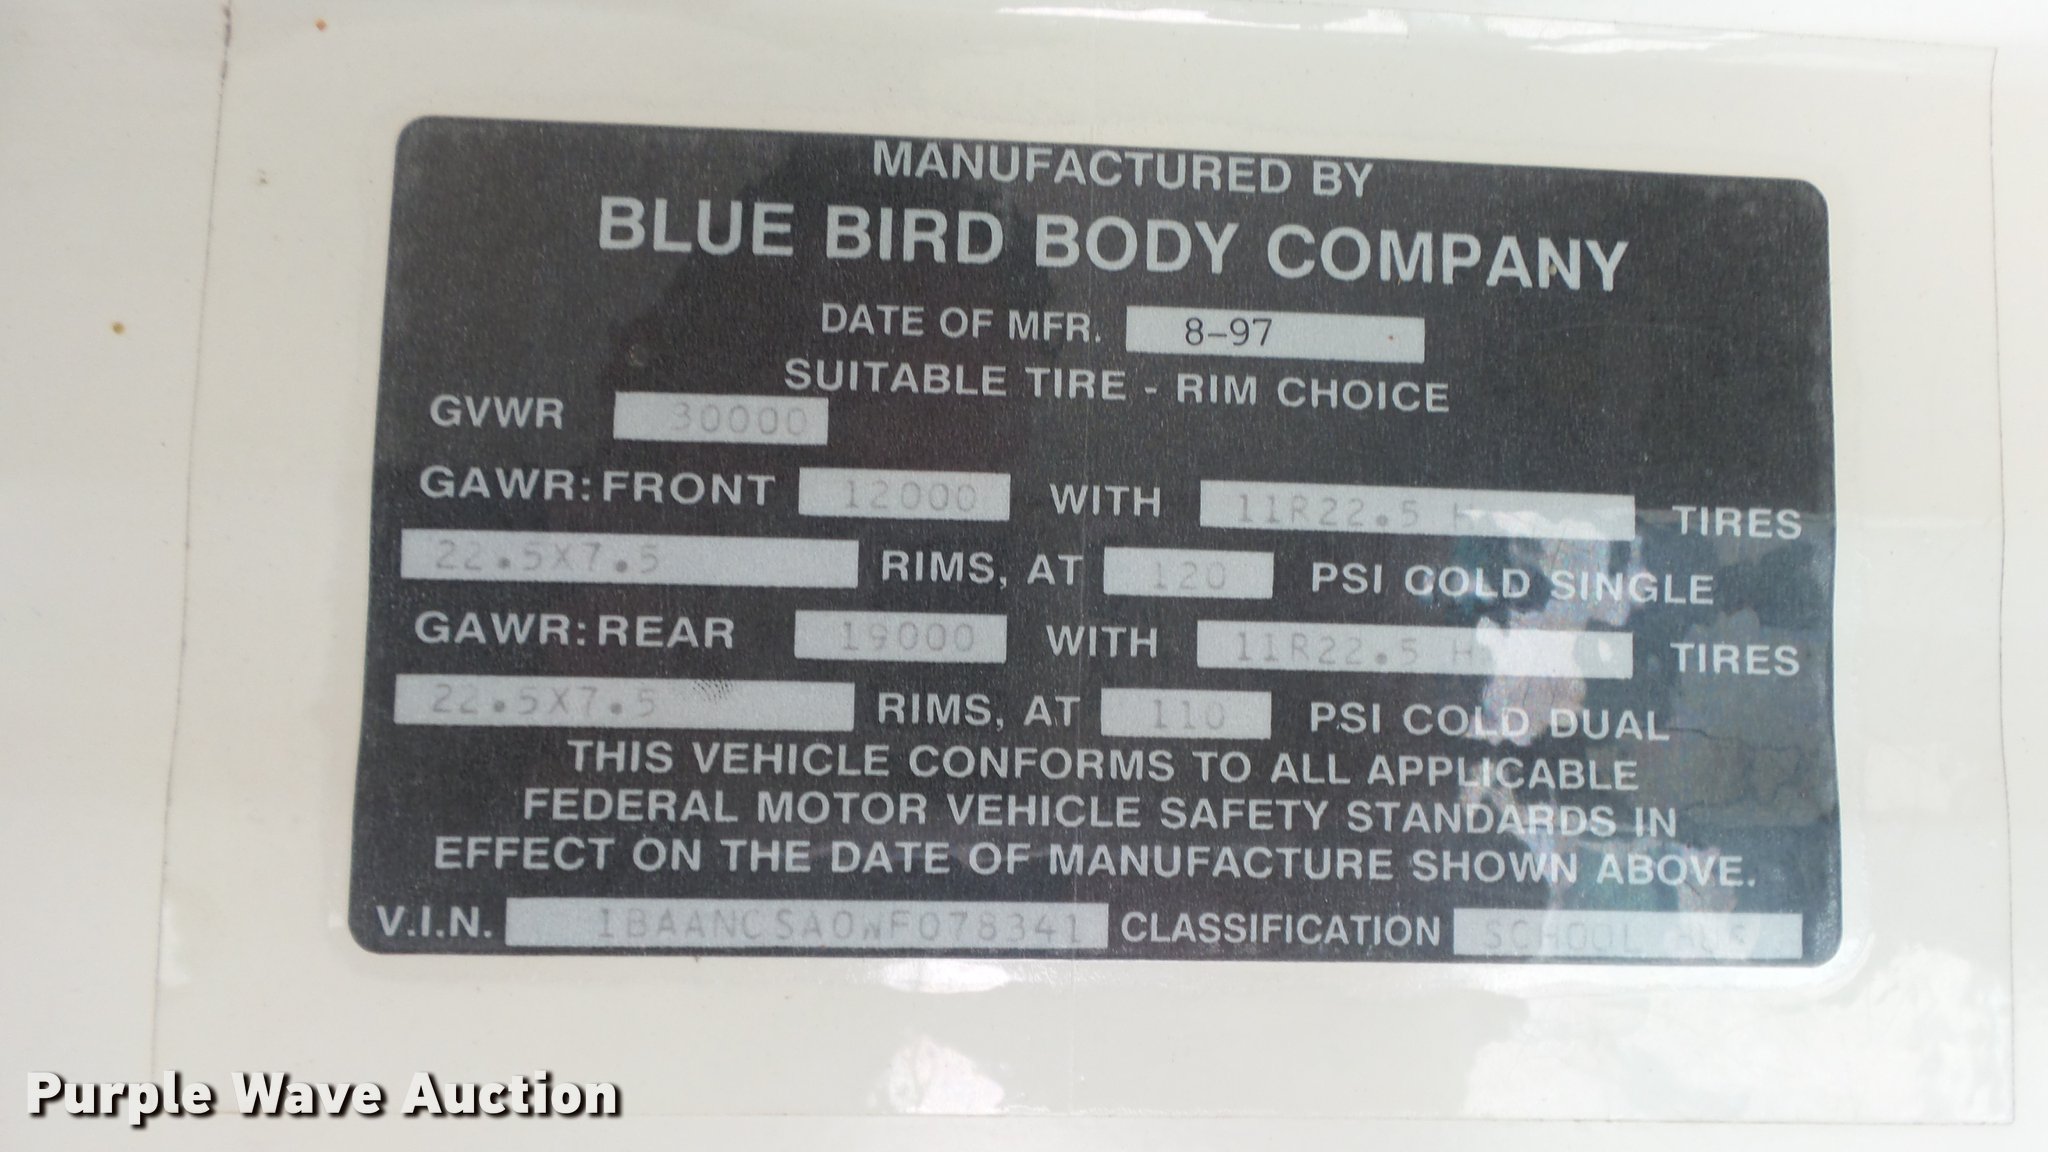 MANUFACTURED BY
BLUE BIRD BODY COMPANY
DATE OF MFR. 8-97
SUITABLE TIRE - RIM CHOICE
GVWR 30000
GAWR: FRONT 12000 WITH 11R22.5 H TIRES
22.5X7.5 RIMS, AT 120 PSI COLD SINGLE
GAWR: REAR 19000 WITH 11R22.5 H TIRES
22.5X7.5 RIMS, AT 110 PSI COLD DUAL
THIS VEHICLE CONFORMS TO ALL APPLICABLE
FEDERAL MOTOR VEHICLE SAFETY STANDARDS IN
EFFECT ON THE DATE OF MANUFACTURE SHOWN ABOVE.
V.I.N. 1BAANCSA0WF078341 CLASSIFICATION SCHOOL BUS
Purple Wave Auction